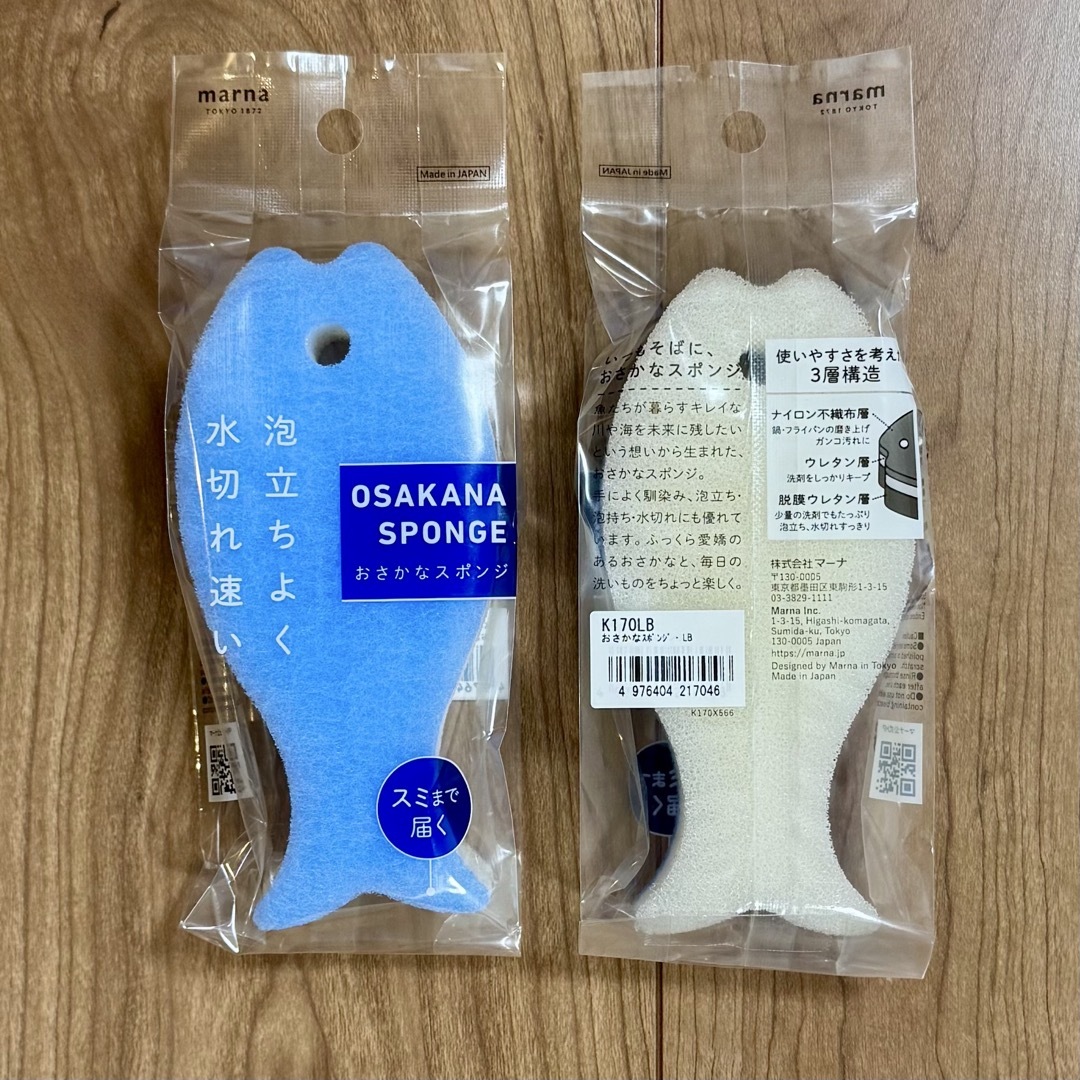 marna
TOKYO 1872
Made in JAPAN
泡立ちよく
水切れ速い
OSAKANA
SPONGE
おさかなスポンジ
スミまで
届く
marna
TOKYO 1872
Made in JAPAN
いつもそばに、
おさかなスポンジ
魚たちが暮らすキレイな
川や海を未来に残したい
という想いから生まれた、
おさかなスポンジ。
手によく馴染み、泡立ち・
泡持ち・水切れにも優れて
います。ふっくら愛嬌の
あるおさかなと、毎日の
洗いものをちょっと楽しく。
使いやすさを考え
3層構造
ナイロン不織布層
鍋・フライパンの磨き上げ
ガンコ汚れに
ウレタン層
洗剤をしっかりキープ
脱膜ウレタン層
少量の洗剤でもたっぷり
泡立ち、水切れすっきり
株式会社マーナ
〒130-0005
東京都墨田区東駒形1-3-15
03-3829-1111
Marna Inc.
1-3-15, Higashi-komagata,
Sumida-ku, Tokyo
130-0005 Japan
https://marna.jp
Designed by Marna in Tokyo
Made in Japan
K170LB
おさかなｽﾎﾟﾝｼﾞ・LB
4 976404 217046
K170X566
スミまで
届く